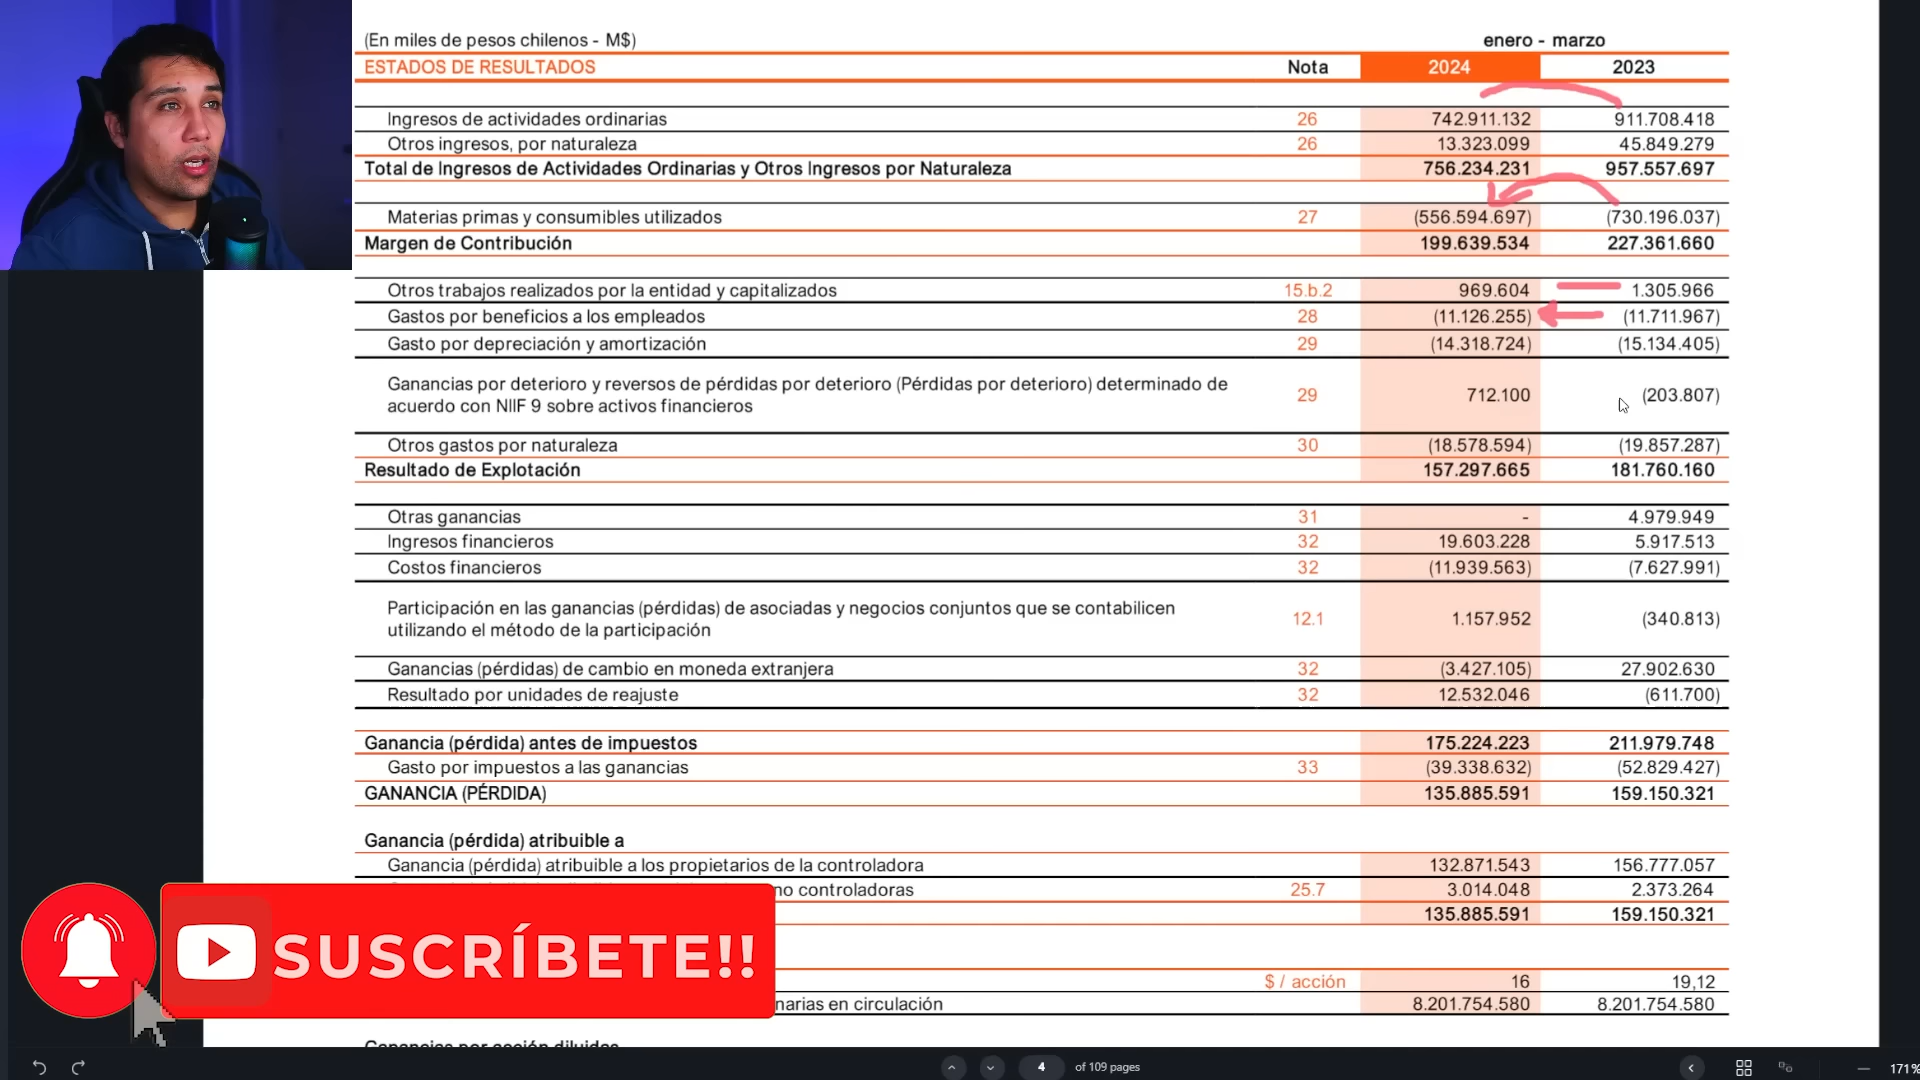 (En miles de pesos chilenos - M$) enero - marzo
ESTADOS DE RESULTADOS Nota 2024 2023
Ingresos de actividades ordinarias 26 742.911.132 911.708.418
Otros ingresos, por naturaleza 26 13.323.099 45.849.279
Total de Ingresos de Actividades Ordinarias y Otros Ingresos por Naturaleza 756.234.231 957.557.697
Materias primas y consumibles utilizados 27 (556.594.697) (730.196.037)
Margen de Contribución 199.639.534 227.361.660
Otros trabajos realizados por la entidad y capitalizados 15.b.2 969.604 1.305.966
Gastos por beneficios a los empleados 28 (11.126.255) (11.711.967)
Gasto por depreciación y amortización 29 (14.318.724) (15.134.405)
Ganancias por deterioro y reversos de pérdidas por deterioro (Pérdidas por deterioro) determinado de
acuerdo con NIIF 9 sobre activos financieros 29 712.100 (203.807)
Otros gastos por naturaleza 30 (18.578.594) (19.857.287)
Resultado de Explotación 157.297.665 181.760.160
Otras ganancias 31 - 4.979.949
Ingresos financieros 32 19.603.228 5.917.513
Costos financieros 32 (11.939.563) (7.627.991)
Participación en las ganancias (pérdidas) de asociadas y negocios conjuntos que se contabilicen
utilizando el método de la participación 12.1 1.157.952 (340.813)
Ganancias (pérdidas) de cambio en moneda extranjera 32 (3.427.105) 27.902.630
Resultado por unidades de reajuste 32 12.532.046 (611.700)
Ganancia (pérdida) antes de impuestos 175.224.223 211.979.748
Gasto por impuestos a las ganancias 33 (39.338.632) (52.829.427)
GANANCIA (PÉRDIDA) 135.885.591 159.150.321
Ganancia (pérdida) atribuible a
Ganancia (pérdida) atribuible a los propietarios de la controladora 132.871.543 156.777.057
no controladoras 25.7 3.014.048 2.373.264
135.885.591 159.150.321
SUSCRÍBETE!!
$ / acción 16 19,12
narias en circulación 8.201.754.580 8.201.754.580
4 of 109 pages 171%